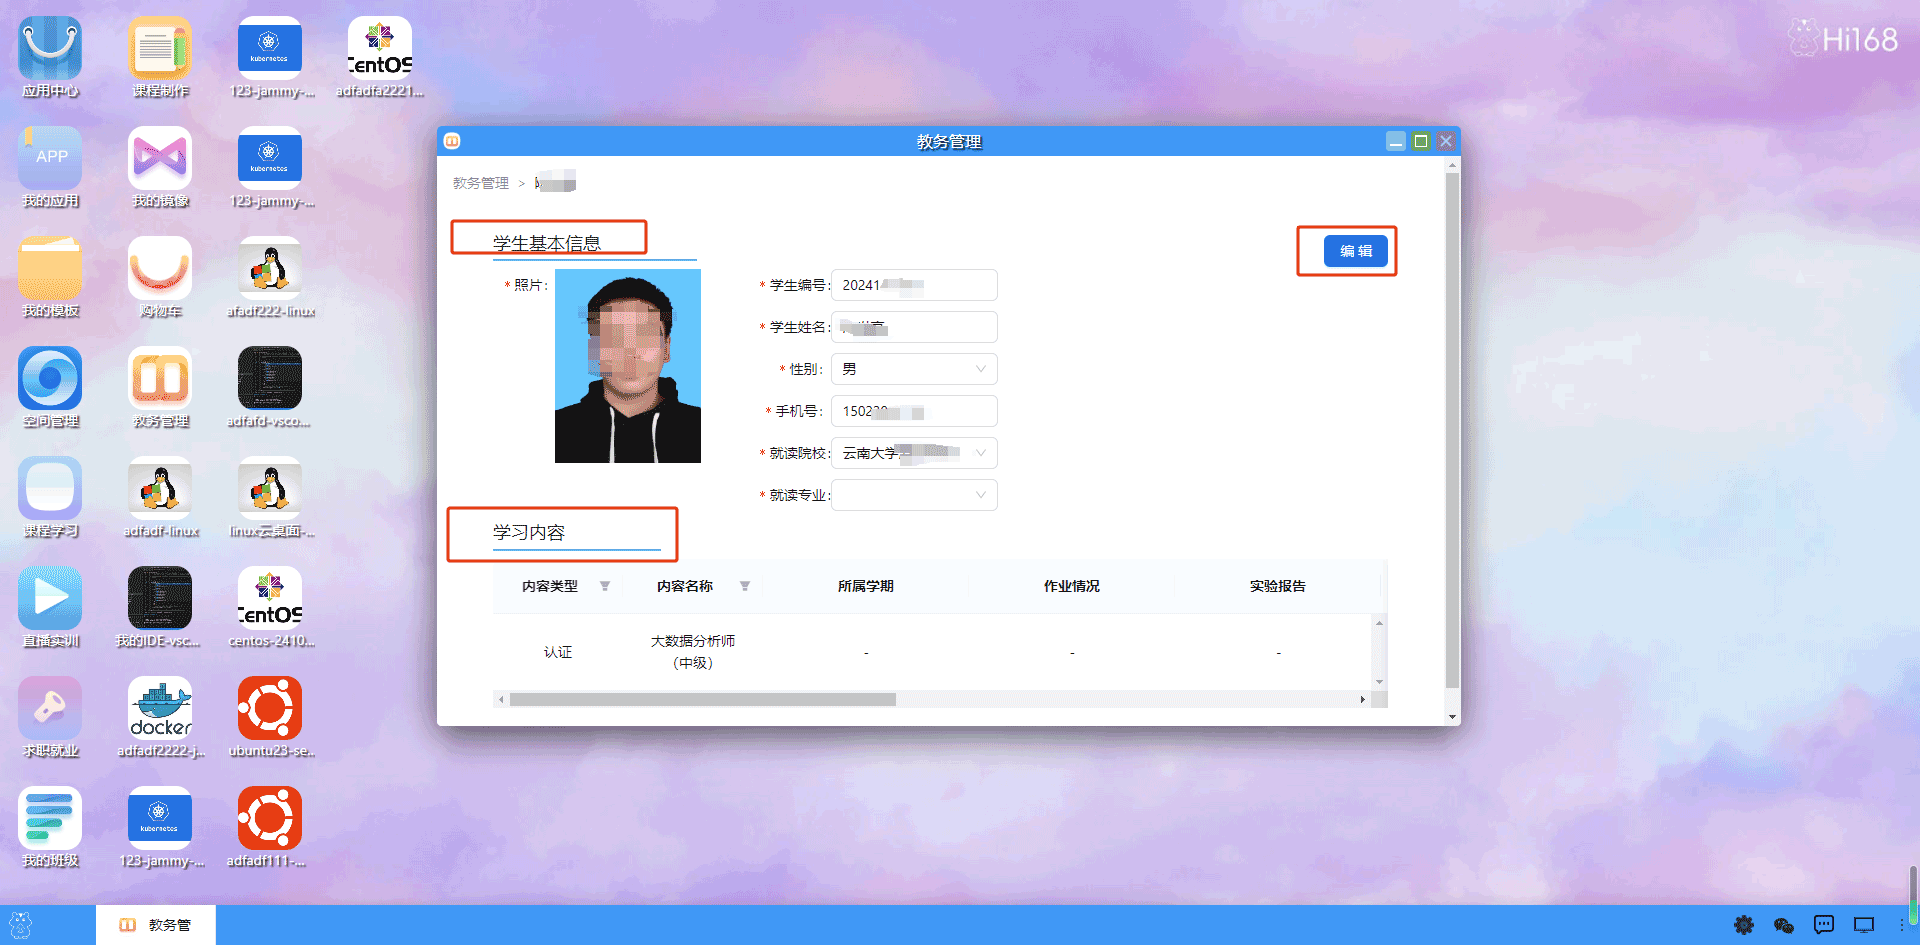 Hi168
应用中心
课程制作
kubernetes
123-jammy-...
CentOS
adfadfa2221...
APP
我的应用
我的镜像
kubernetes
123-jammy-...
我的模板
购物车
afadf222-linux
空间管理
教务管理
adfafd-vsco...
课程学习
adfadf-linux
linux云桌面-...
直播实训
我的IDE-vsc...
CentOS
centos-2410...
求职就业
docker
adfadf2222-j...
ubuntu23-se...
我的班级
kubernetes
123-jammy-...
adfadf111-...
教务管理
教务管理 >
学生基本信息
编辑
* 照片:
* 学生编号: 20241
* 学生姓名:
* 性别: 男
* 手机号: 15023
* 就读院校: 云南大学
* 就读专业:
学习内容
内容类型 内容名称 所属学期 作业情况 实验报告
认证 大数据分析师（中级） - - -
教务管